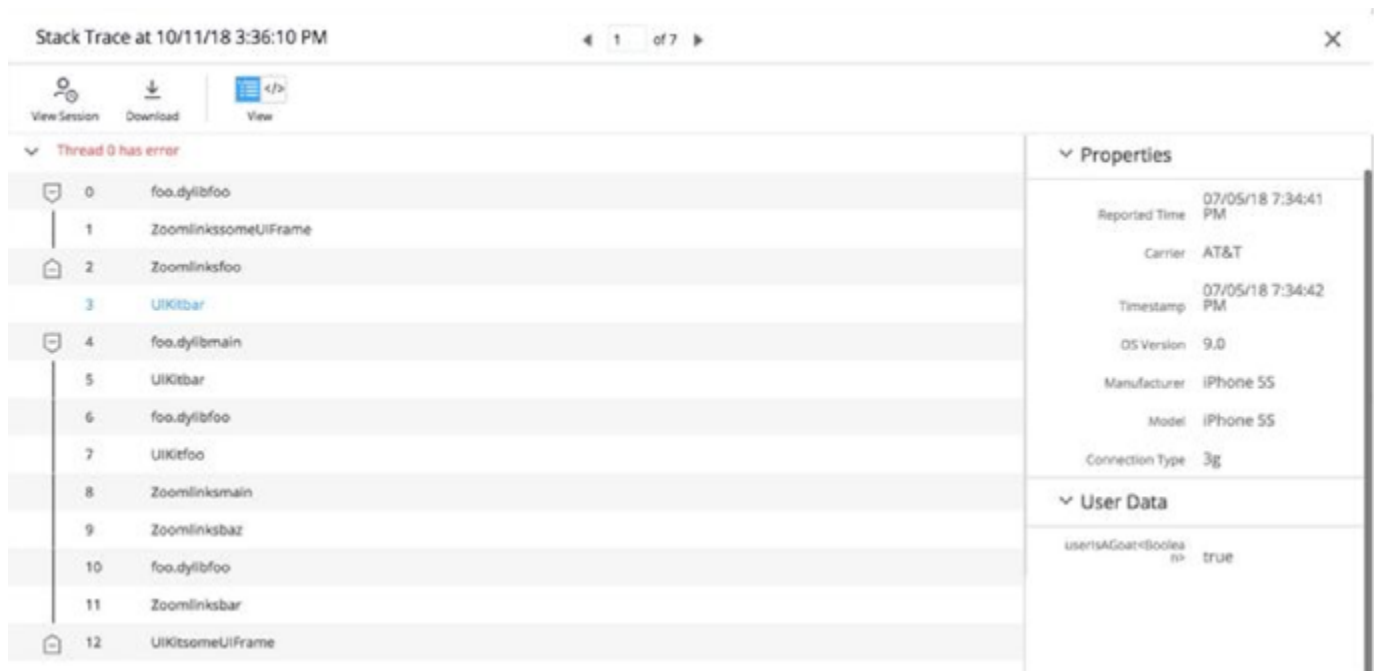 Stack Trace at 10/11/18 3:36:10 PM
1 of 7
View Session Download </> View
Thread 0 has error
0 foo.dylibfoo
1 ZoomlinkssomeUIFrame
2 Zoomlinksfoo
3 UIKitbar
4 foo.dylibmain
5 UIKitbar
6 foo.dylibfoo
7 UIKitfoo
8 Zoomlinksmain
9 Zoomlinksbaz
10 foo.dylibfoo
11 Zoomlinksbar
12 UIKitsomeUIFrame
Properties
Reported Time 07/05/18 7:34:41
PM
Carrier AT&T
Timestamp 07/05/18 7:34:42
PM
OS Version 9.0
Manufacturer iPhone 5S
Model iPhone 5S
Connection Type 3g
User Data
userIsAGoat<Boolea
n> true